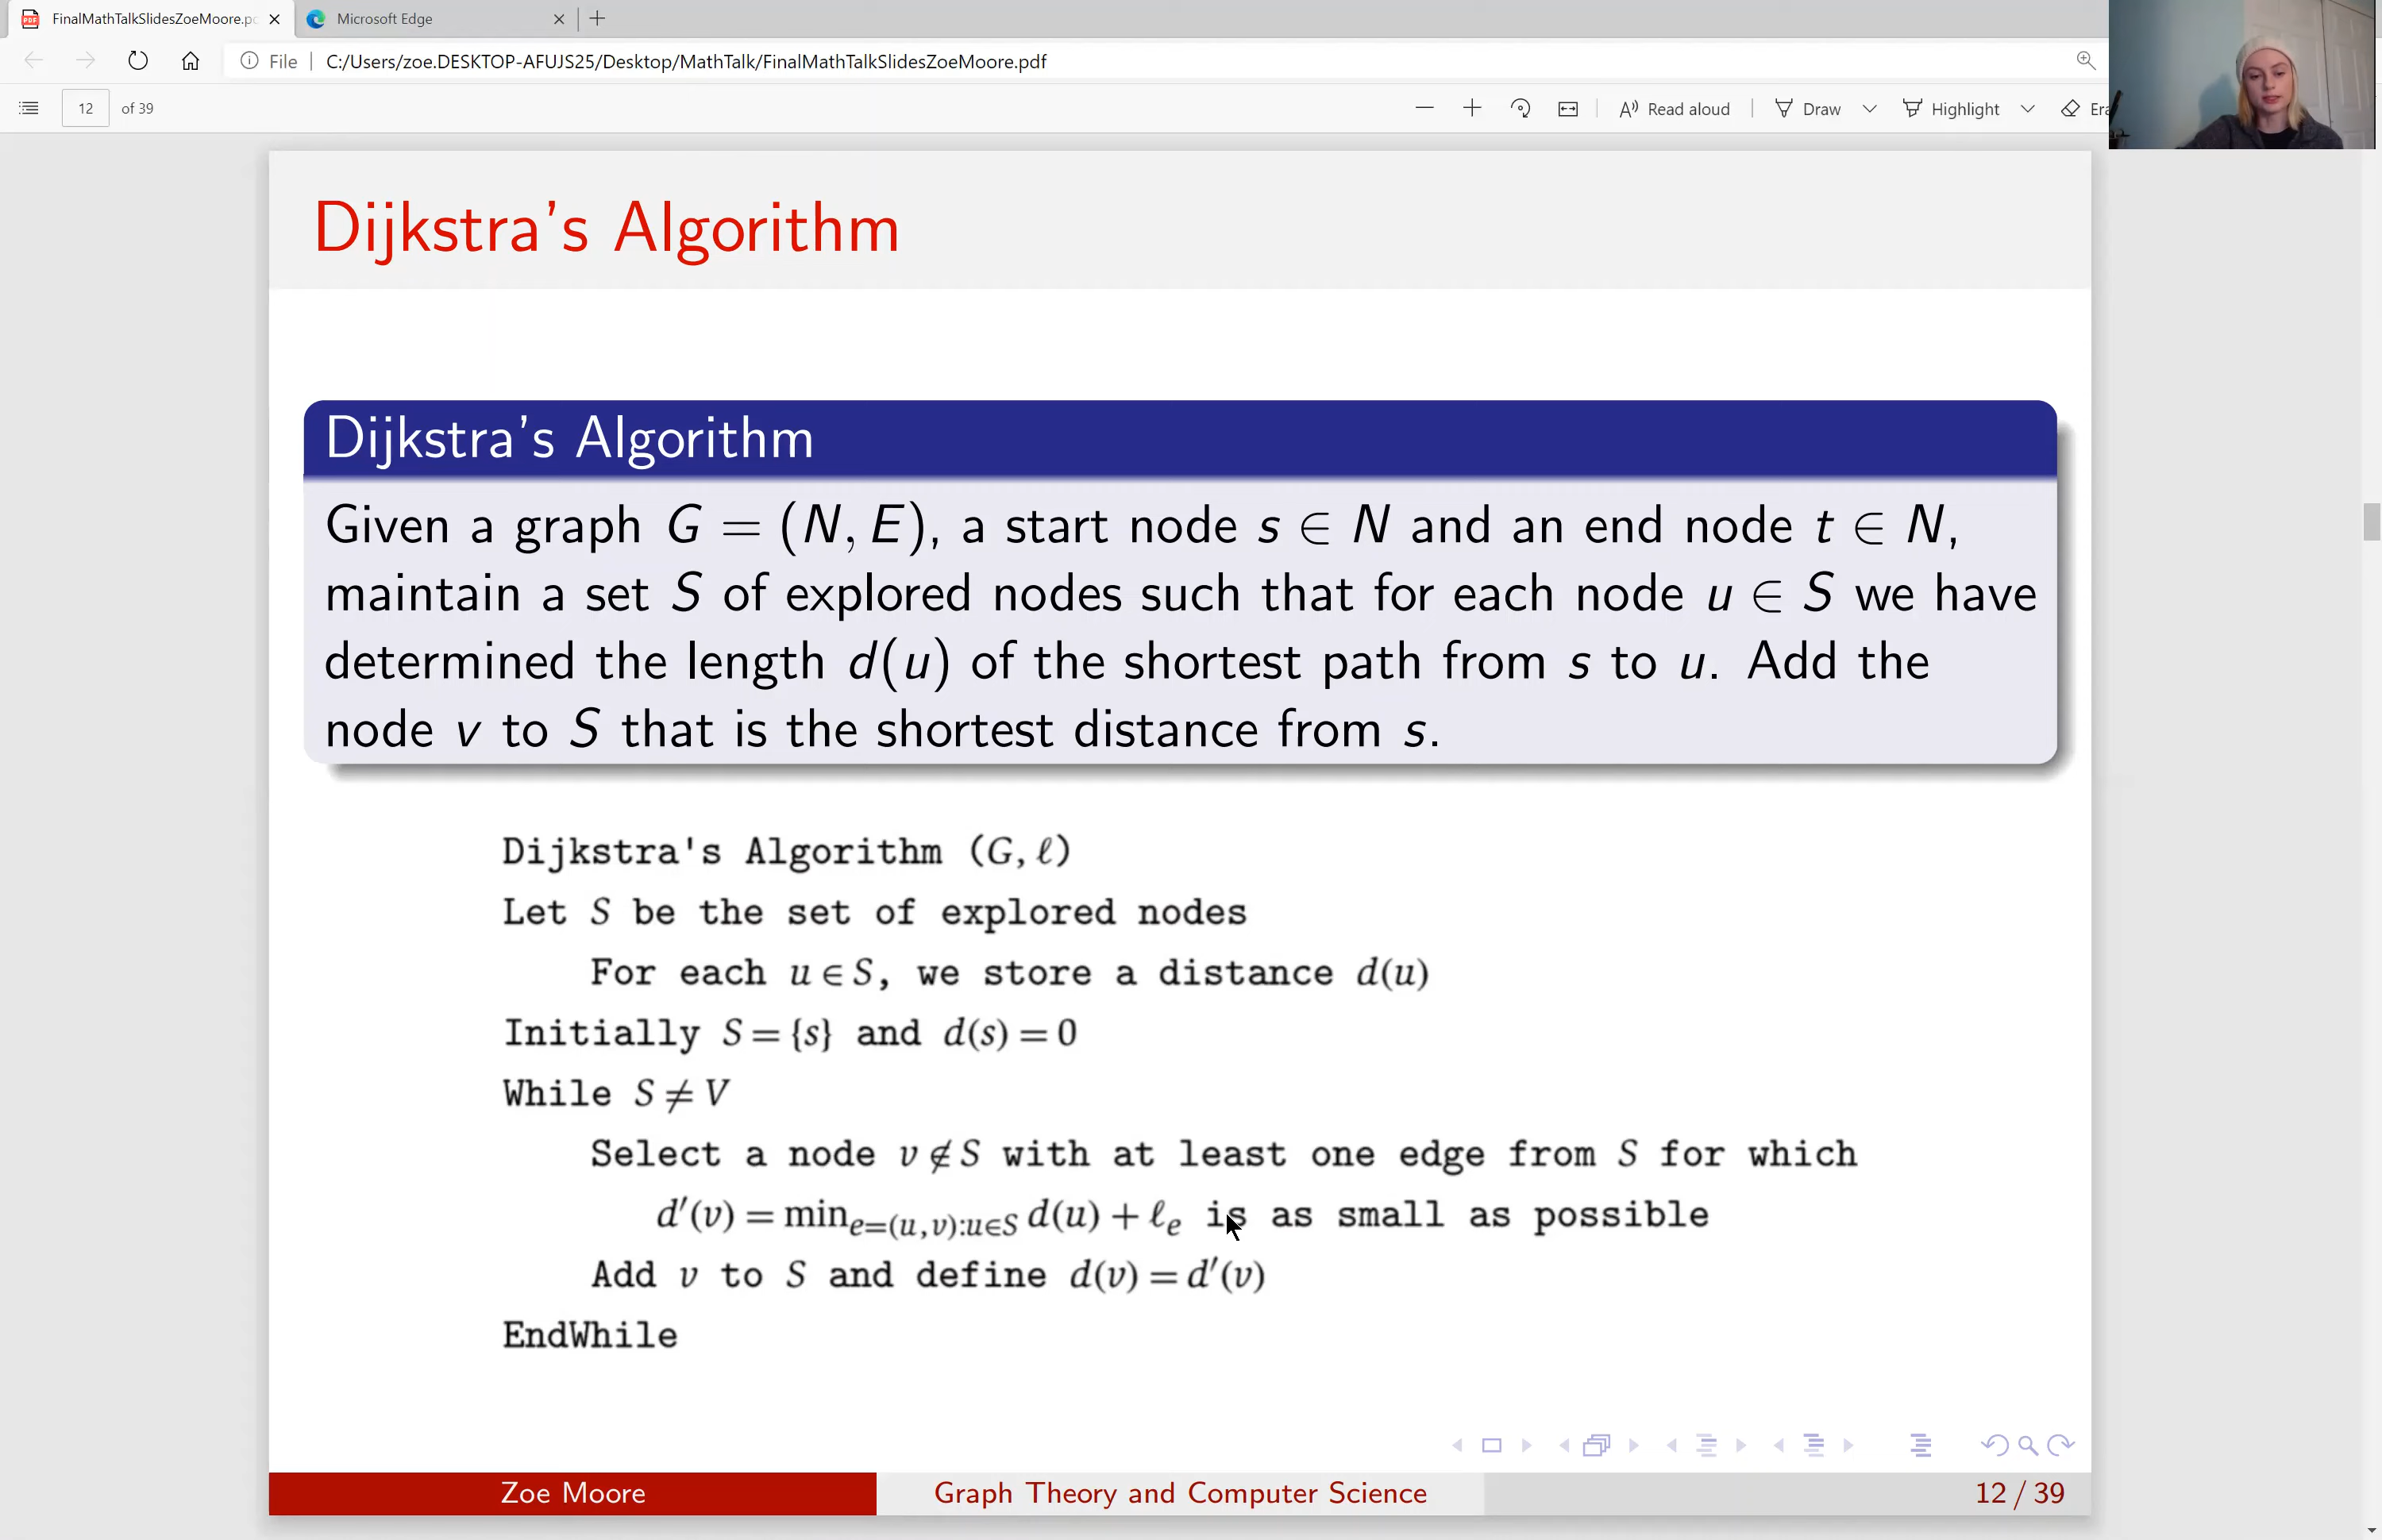 FinalMathTalkSlidesZoeMoore.p
Microsoft Edge
File | C:/Users/zoe.DESKTOP-AFUJS25/Desktop/MathTalk/FinalMathTalkSlidesZoeMoore.pdf
12 of 39
Read aloud
Draw
Highlight
Dijkstra's Algorithm
Dijkstra's Algorithm
Given a graph G = (N, E), a start node s ∈ N and an end node t ∈ N,
maintain a set S of explored nodes such that for each node u ∈ S we have
determined the length d(u) of the shortest path from s to u. Add the
node v to S that is the shortest distance from s.
Dijkstra's Algorithm (G, ℓ)
Let S be the set of explored nodes
For each u ∈ S, we store a distance d(u)
Initially S = {s} and d(s) = 0
While S ≠ V
Select a node v ∉ S with at least one edge from S for which
d′(v) = min_{e=(u,v):u∈S} d(u) + ℓ_e is as small as possible
Add v to S and define d(v) = d′(v)
EndWhile
Zoe Moore
Graph Theory and Computer Science
12 / 39